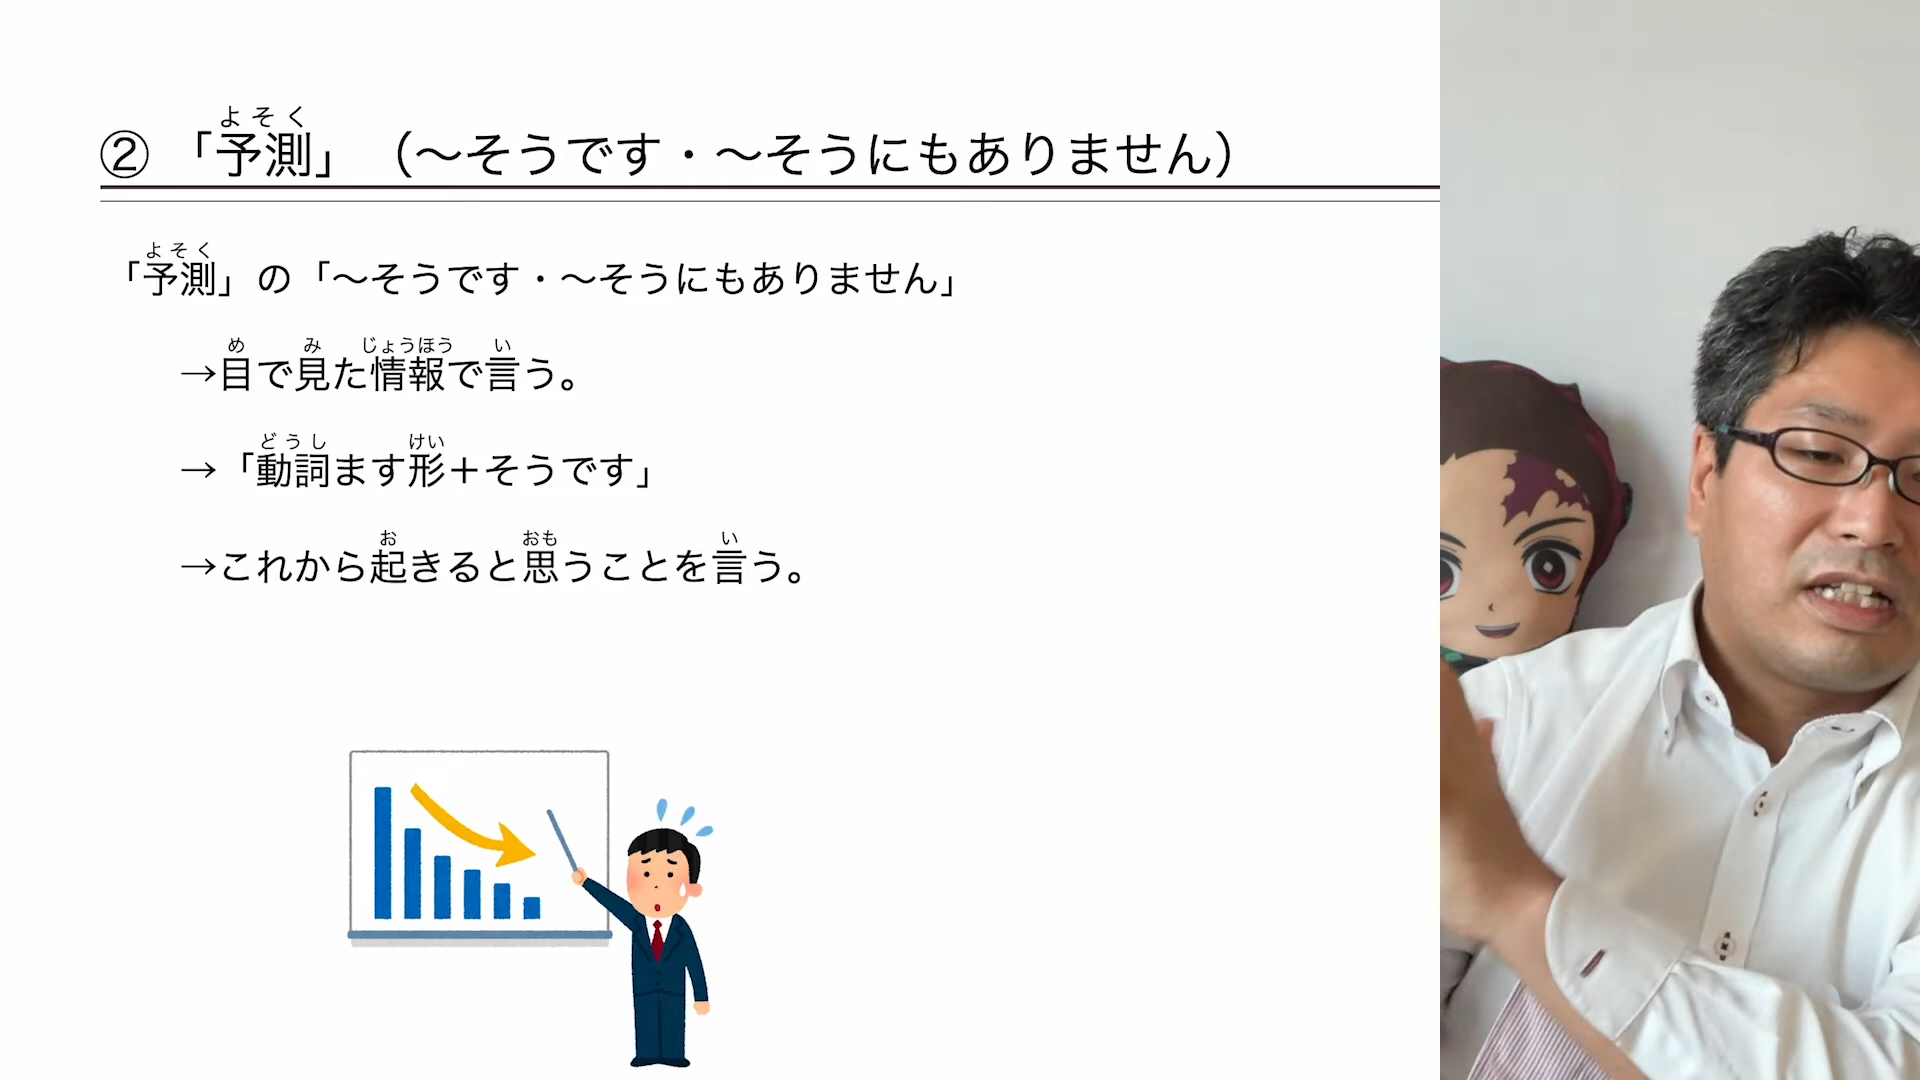 ② 「予測」（～そうです・～そうにもありません）
よそく
「予測」の「～そうです・～そうにもありません」
よそく
→目で見た情報で言う。
め み じょうほう い
→「動詞ます形＋そうです」
どうし けい
→これから起きると思うことを言う。
お おも い